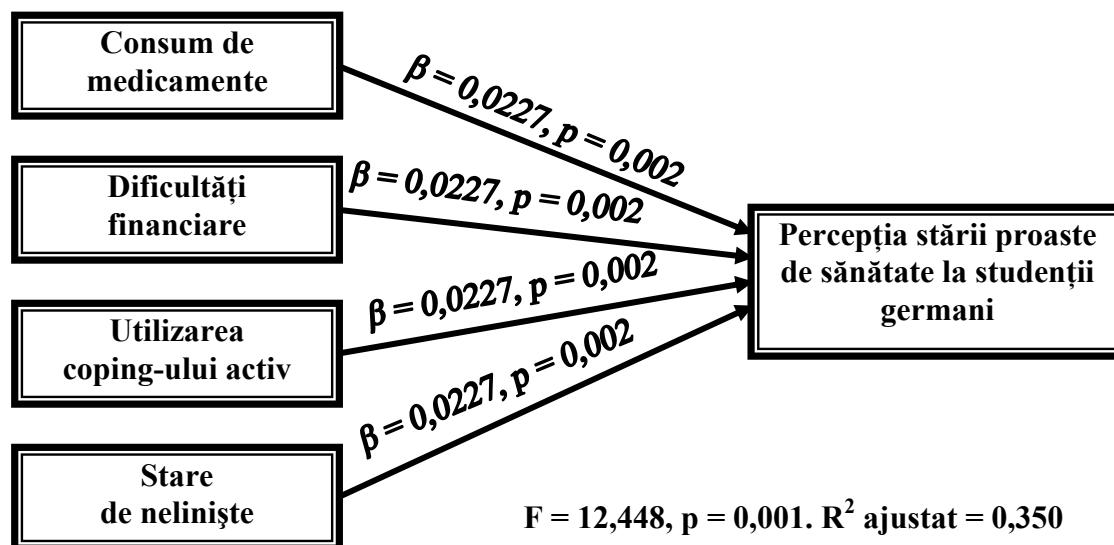 Consum de
medicamente
β = 0,0227, p = 0,002
Dificultăți
financiare
β = 0,0227, p = 0,002
Percepția stării proaste
de sănătate la studenții
germani
Utilizarea
coping-ului activ
β = 0,0227, p = 0,002
Stare
de nelinişte
β = 0,0227, p = 0,002
F = 12,448, p = 0,001. R² ajustat = 0,350